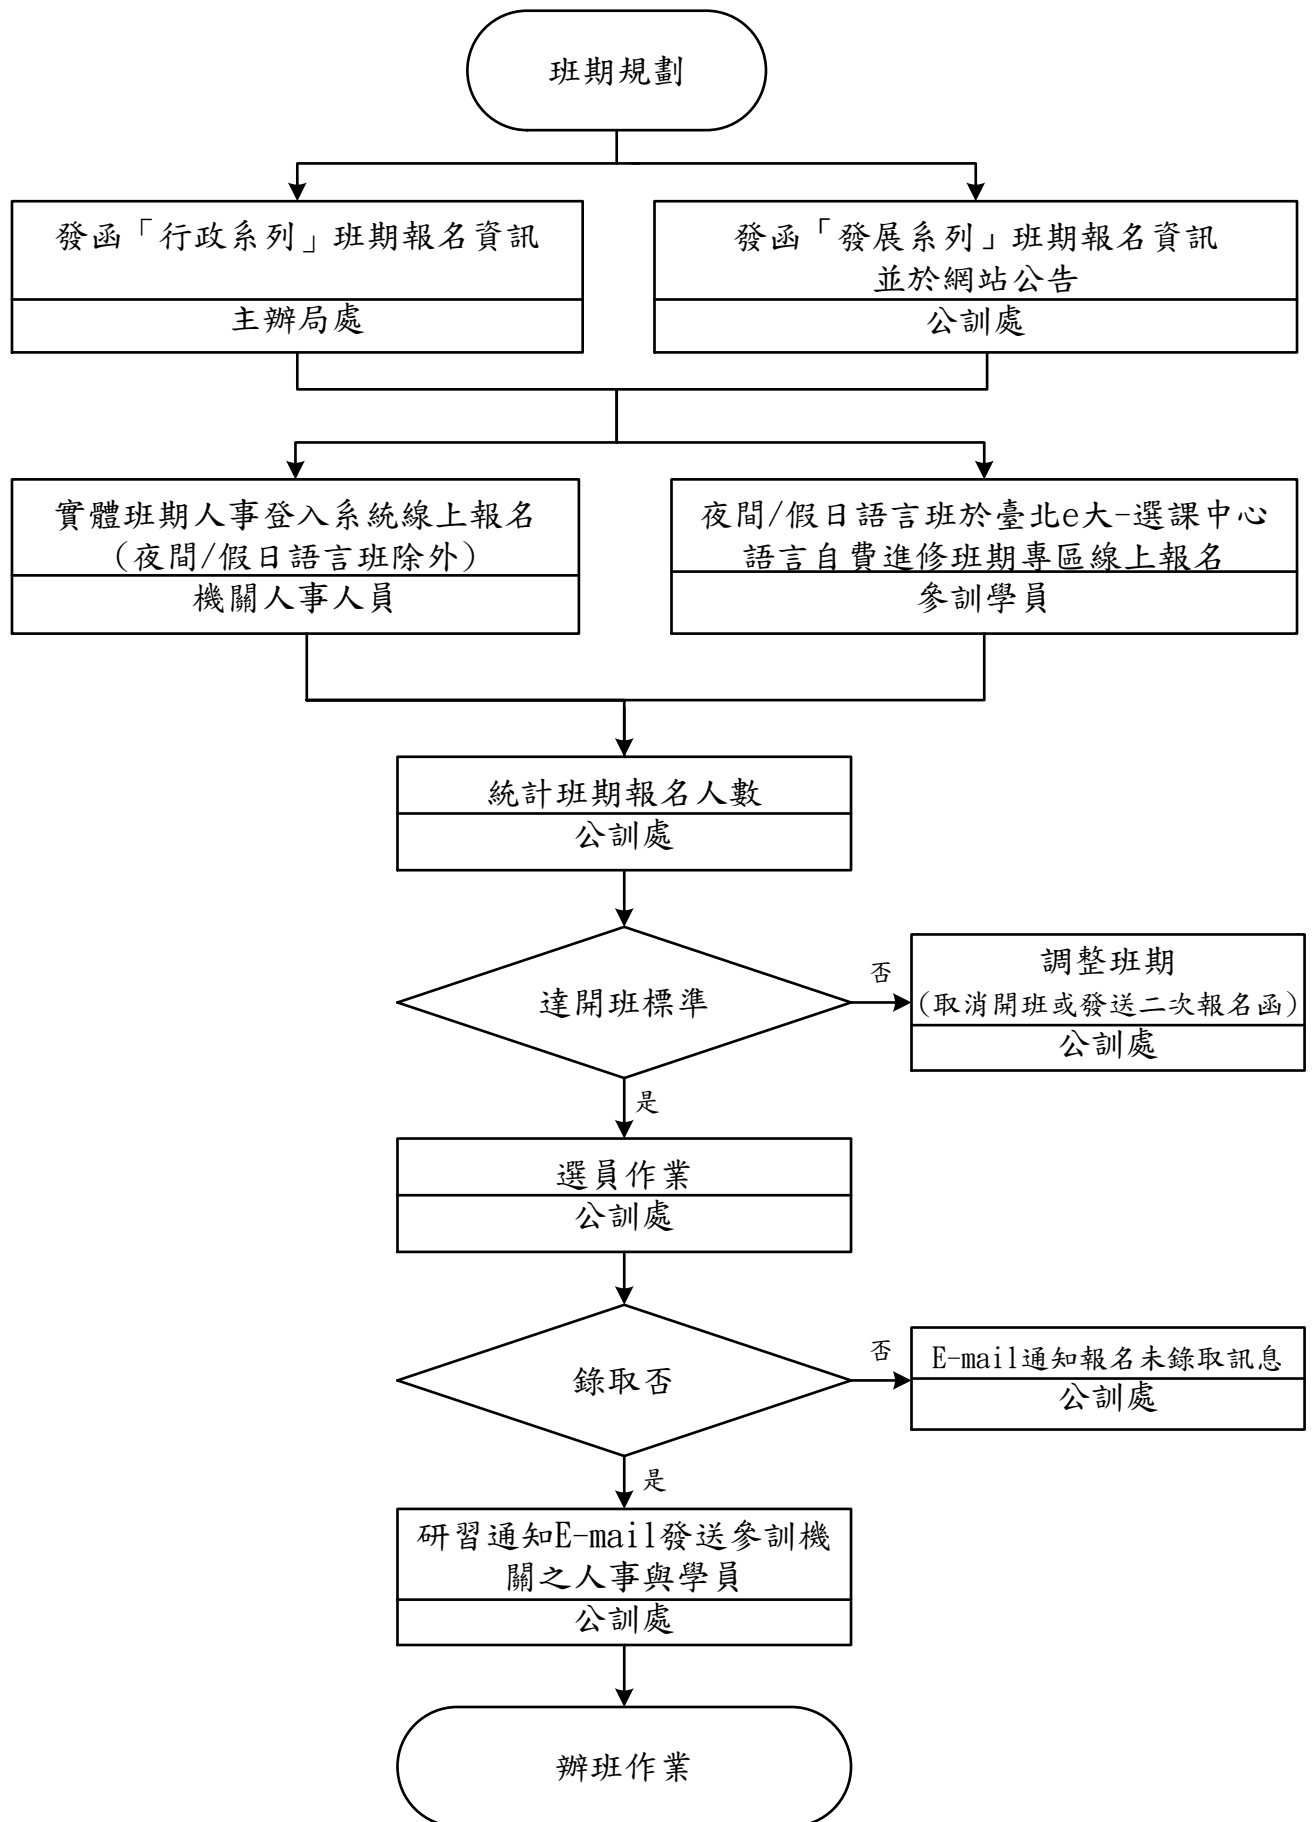 班期規劃
發函「行政系列」班期報名資訊
主辦局處
發函「發展系列」班期報名資訊
並於網站公告
公訓處
實體班期人事登入系統線上報名
(夜間/假日語言班除外)
機關人事人員
夜間/假日語言班於臺北e大-選課中心
語言自費進修班期專區線上報名
參訓學員
統計班期報名人數
公訓處
達開班標準
否
調整班期
(取消開班或發送二次報名函)
公訓處
是
選員作業
公訓處
錄取否
否
E-mail通知報名未錄取訊息
公訓處
是
研習通知E-mail發送參訓機
關之人事與學員
公訓處
辦班作業